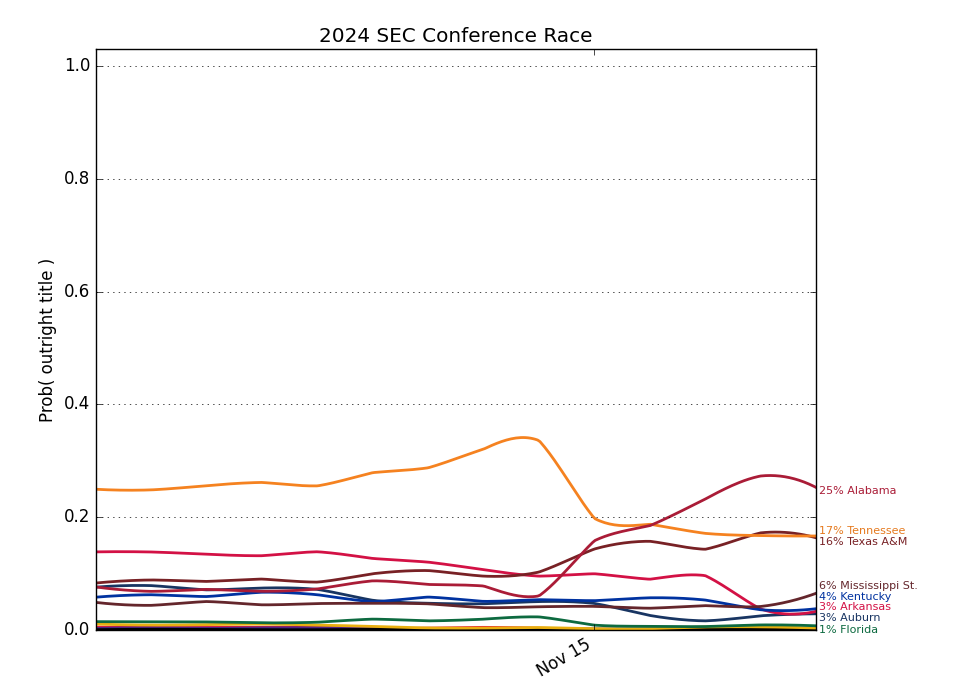 2024 SEC Conference Race
Prob( outright title )
1.0
0.8
0.6
0.4
0.2
0.0
Nov 15
25% Alabama
17% Tennessee
16% Texas A&M
6% Mississippi St.
4% Kentucky
3% Arkansas
3% Auburn
1% Florida